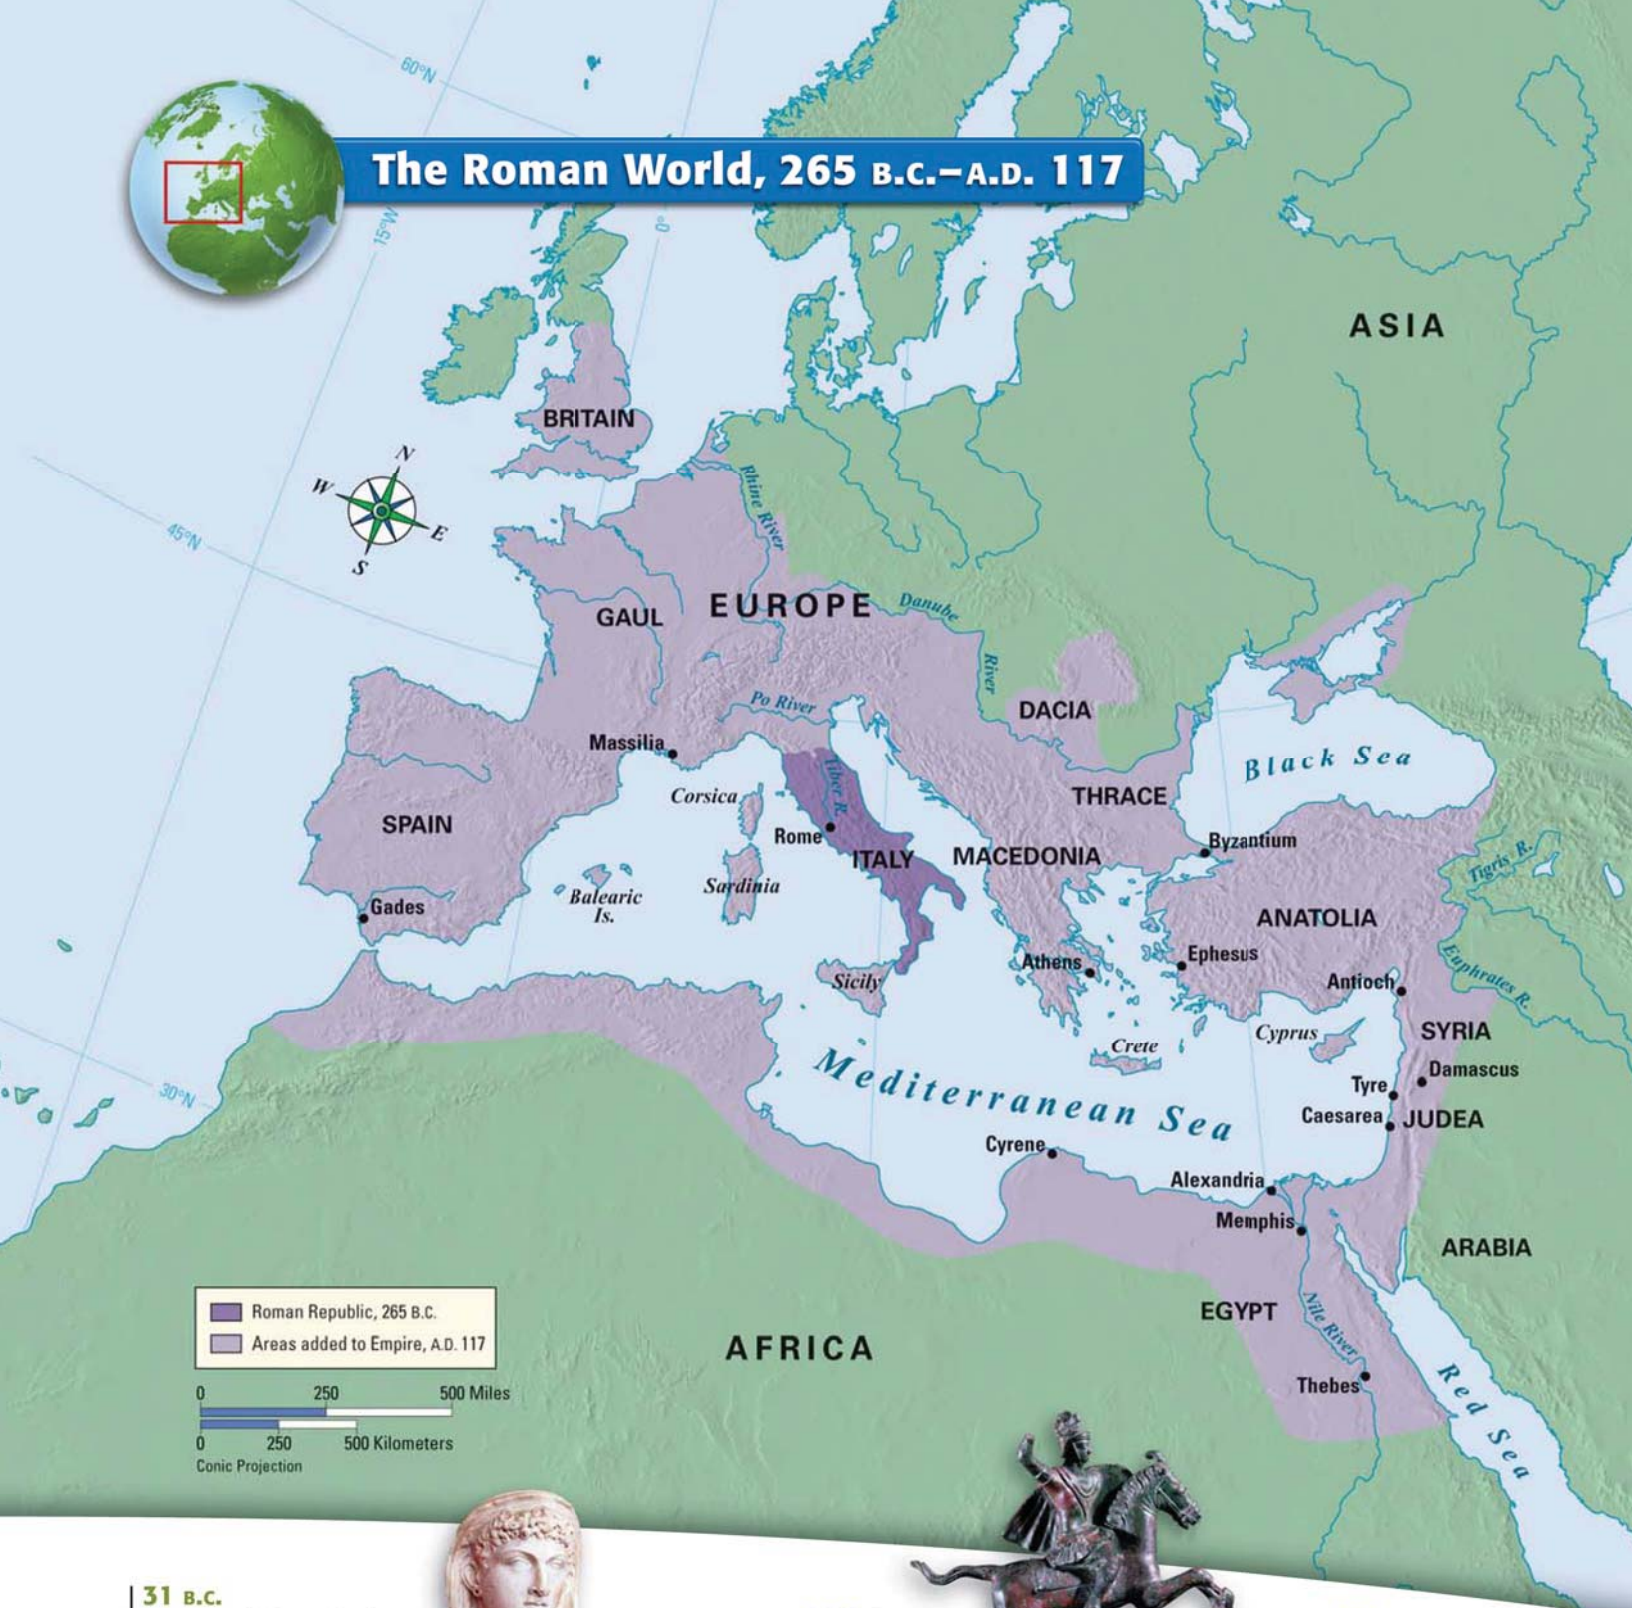 60°N
The Roman World, 265 B.C.–A.D. 117
15°W
0°
ASIA
BRITAIN
N
W
E
S
45°N
Rhine River
GAUL
EUROPE
Danube
River
DACIA
Po River
Massilia
Black Sea
Tiber R.
Corsica
THRACE
SPAIN
Rome
ITALY
MACEDONIA
Byzantium
Tigris R.
Sardinia
Balearic
Is.
Gades
ANATOLIA
Athens
Ephesus
Euphrates R.
Sicily
Antioch
SYRIA
Crete
Cyprus
Mediterranean Sea
Damascus
Tyre
30°N
Caesarea
JUDEA
Cyrene
Alexandria
Memphis
ARABIA
EGYPT
Nile River
AFRICA
Thebes
Red Sea
Roman Republic, 265 B.C.
Areas added to Empire, A.D. 117
0 250 500 Miles
0 250 500 Kilometers
Conic Projection
31 B.C.